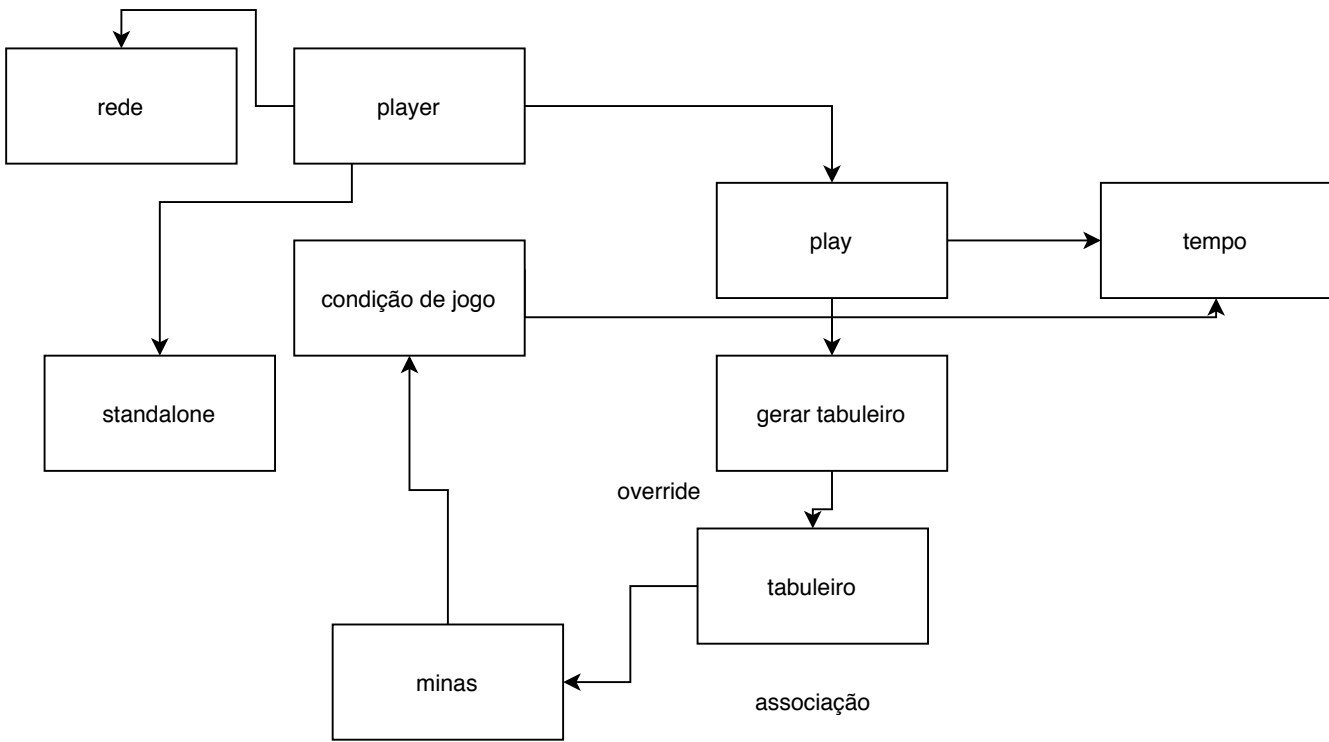 rede
player
play
tempo
condição de jogo
standalone
gerar tabuleiro
override
tabuleiro
minas
associação